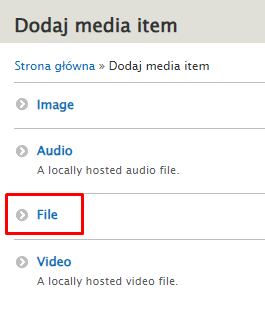 Dodaj media item
Strona główna » Dodaj media item
Image
Audio
A locally hosted audio file.
File
Video
A locally hosted video file.